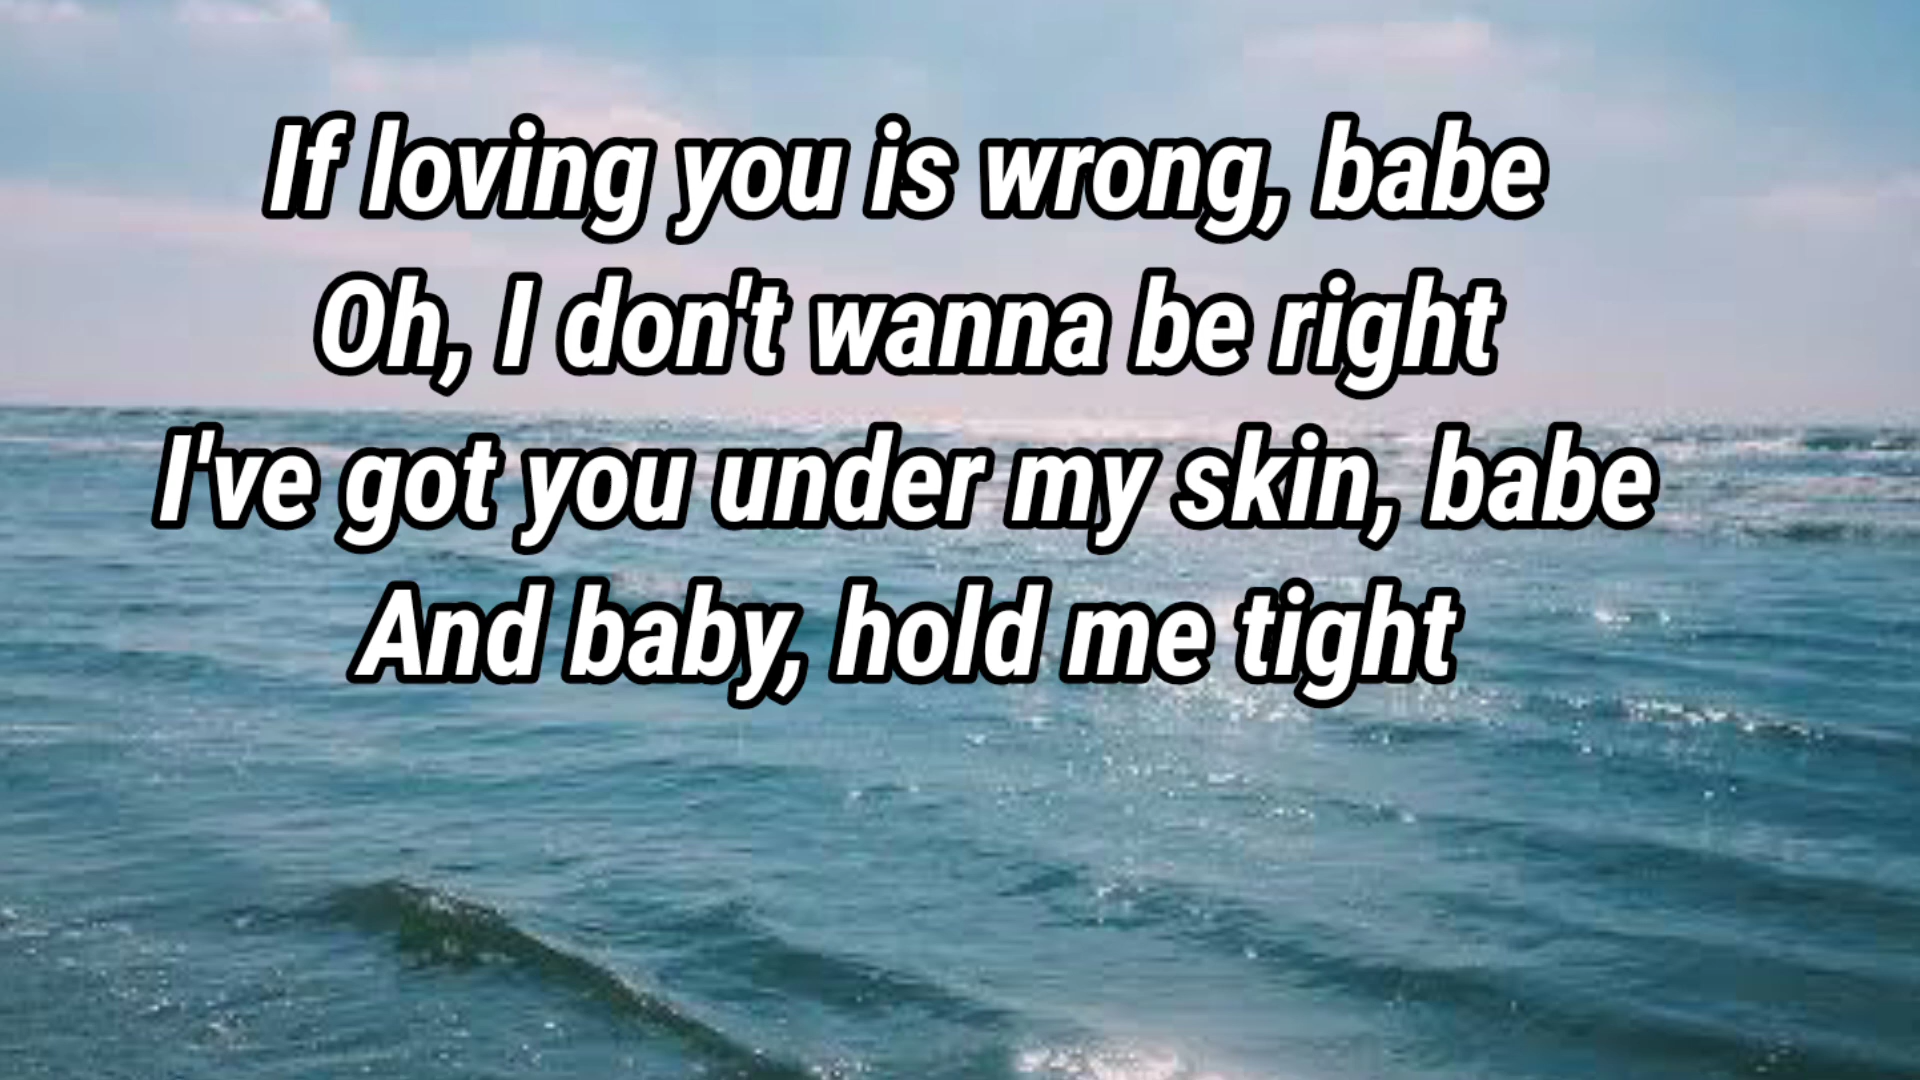 If loving you is wrong, babe
Oh, I don't wanna be right
I've got you under my skin, babe
And baby, hold me tight